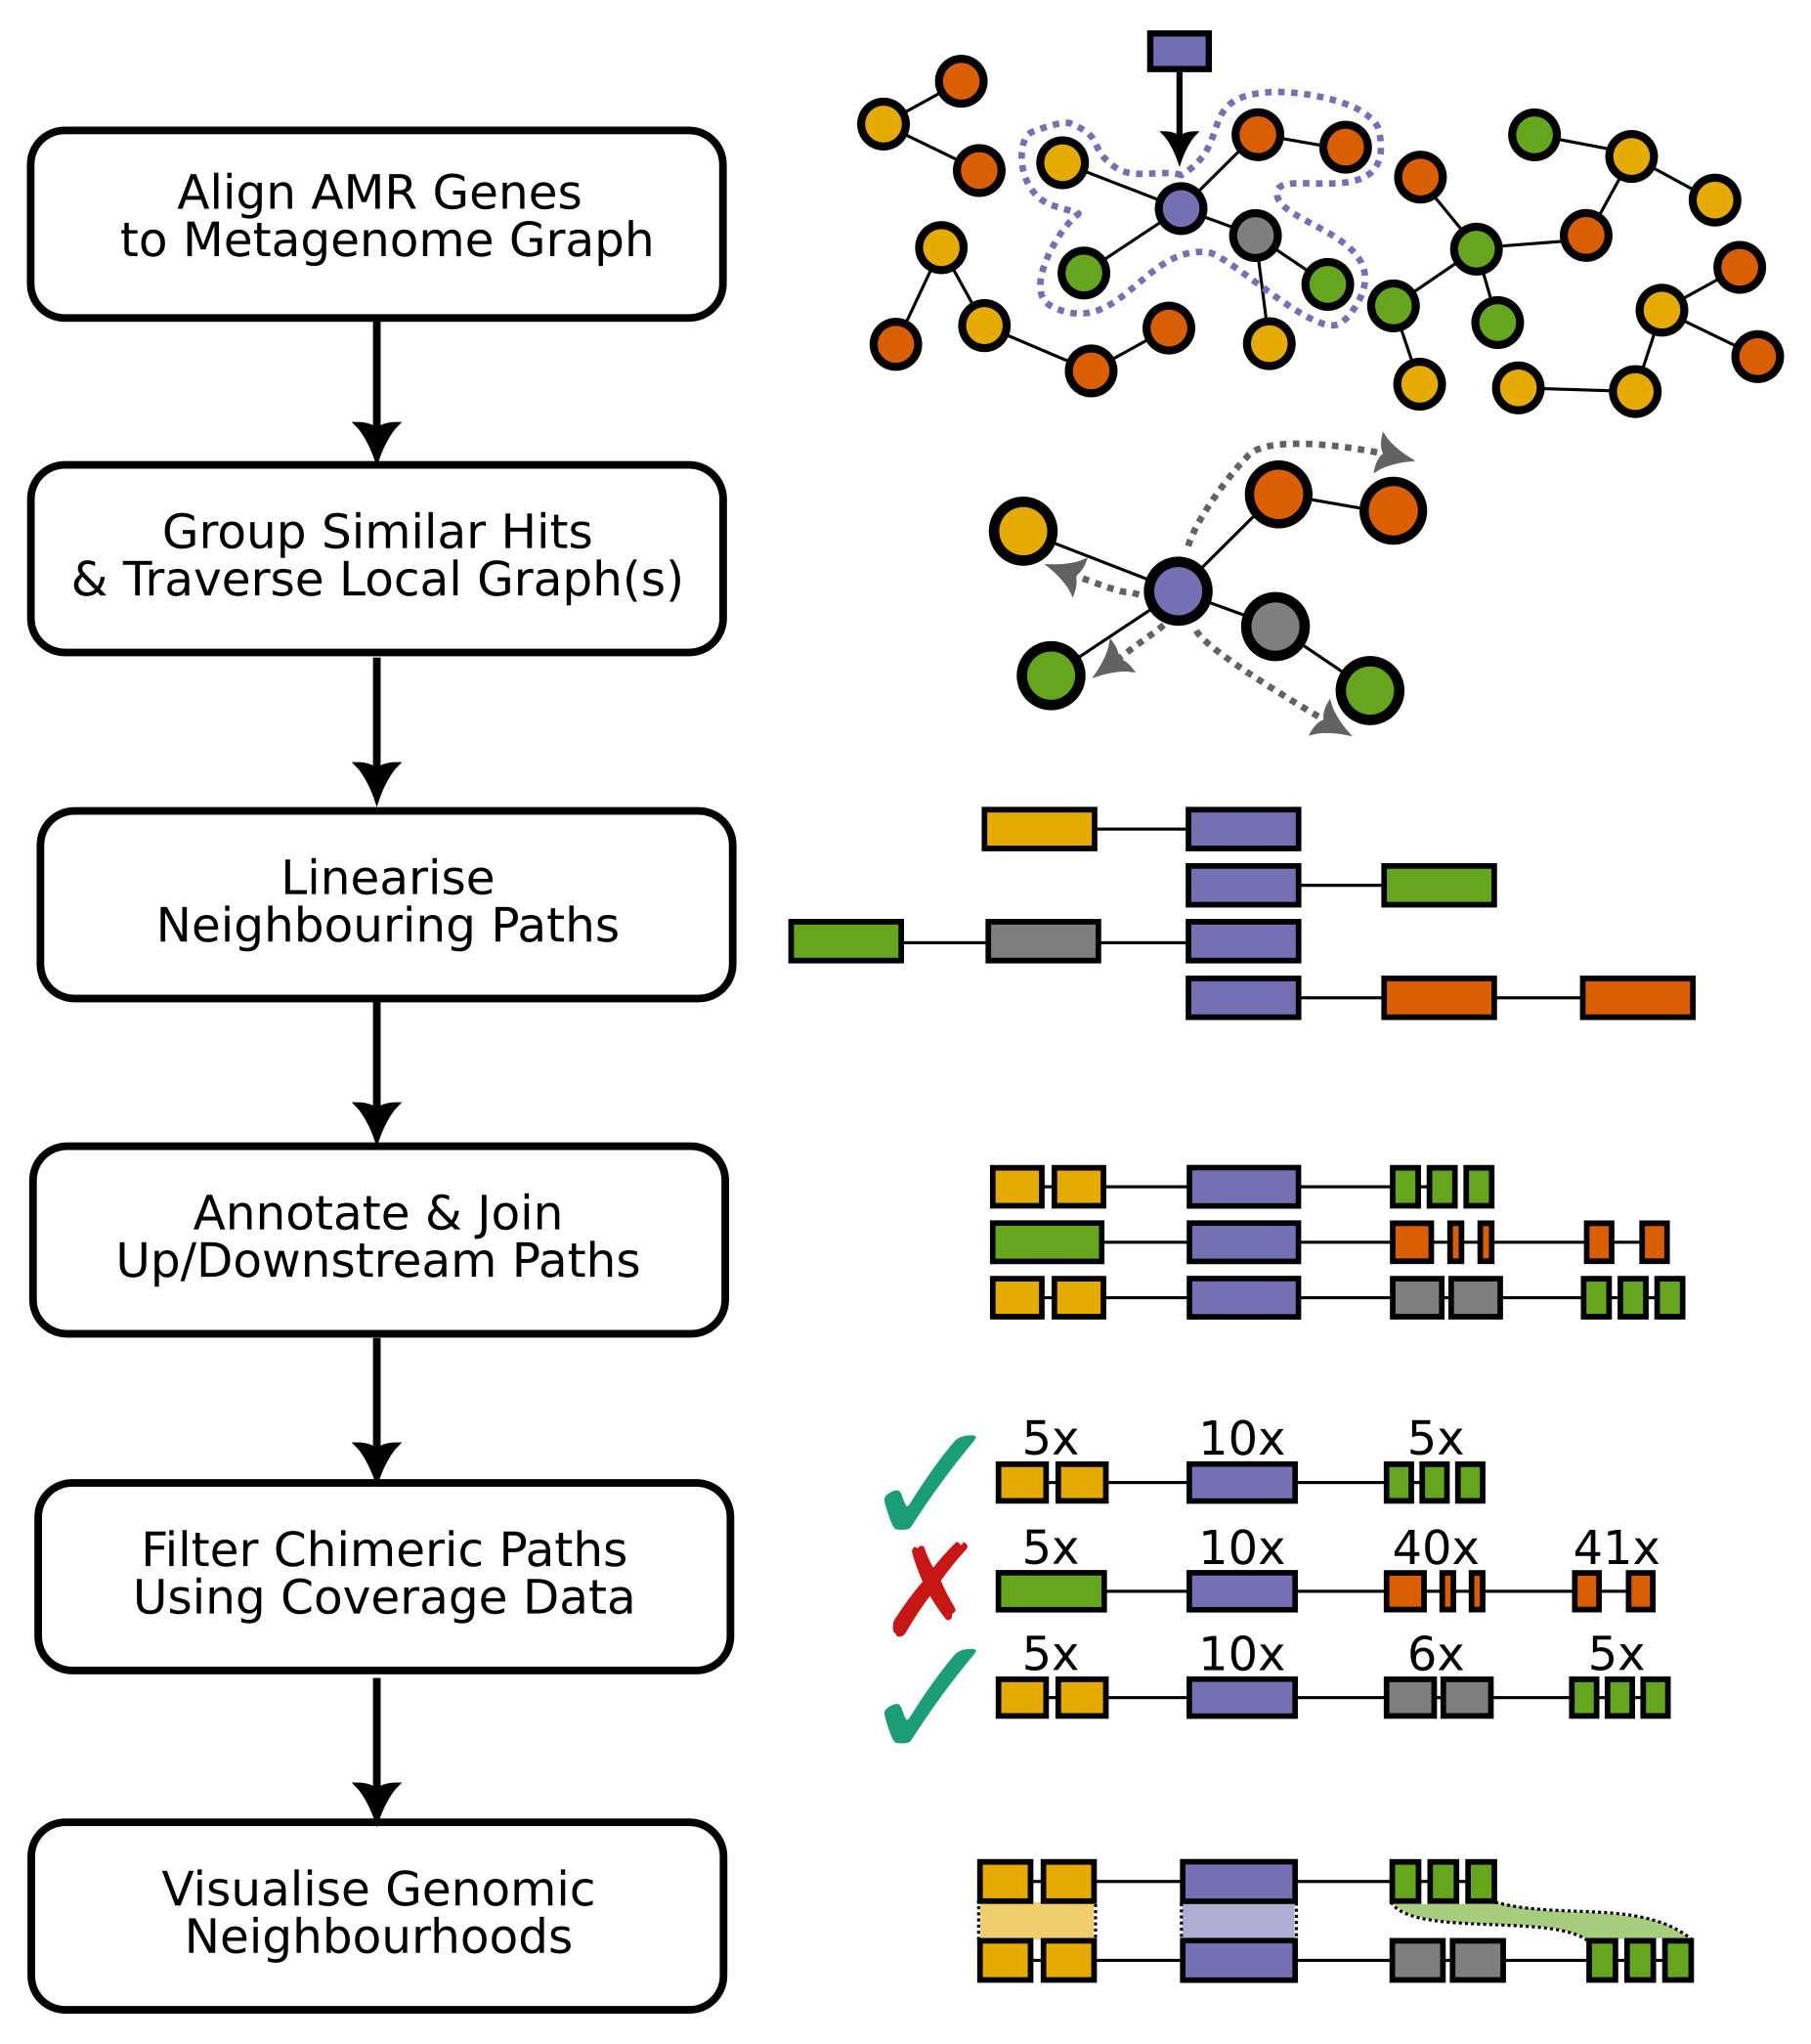 Align AMR Genes
to Metagenome Graph
Group Similar Hits
& Traverse Local Graph(s)
Linearise
Neighbouring Paths
Annotate & Join
Up/Downstream Paths
Filter Chimeric Paths
Using Coverage Data
5x 10x 5x
5x 10x 40x 41x
5x 10x 6x 5x
Visualise Genomic
Neighbourhoods